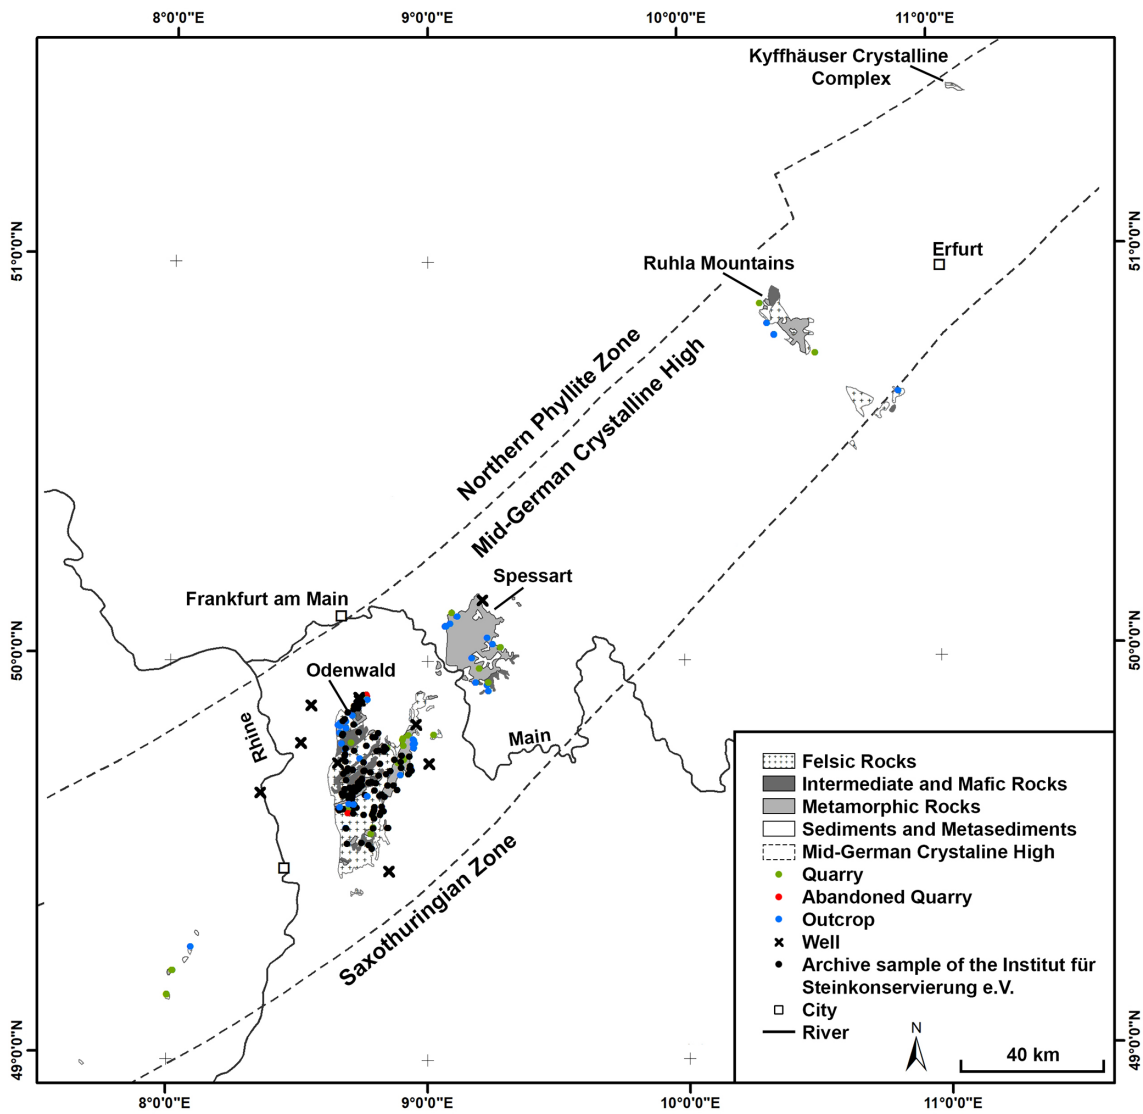 8°0'0"E
9°0'0"E
10°0'0"E
11°0'0"E
Kyffhäuser Crystalline
Complex
51°0'0"N
51°0'0"N
Erfurt
Ruhla Mountains
Northern Phyllite Zone
Mid-German Crystalline High
Spessart
Frankfurt am Main
50°0'0"N
50°0'0"N
Odenwald
Rhine
Main
Saxothuringian Zone
Felsic Rocks
Intermediate and Mafic Rocks
Metamorphic Rocks
Sediments and Metasediments
Mid-German Crystaline High
Quarry
Abandoned Quarry
Outcrop
Well
Archive sample of the Institut für
Steinkonservierung e.V.
City
River
N
40 km
49°0'0"N
49°0'0"N
8°0'0"E
9°0'0"E
10°0'0"E
11°0'0"E